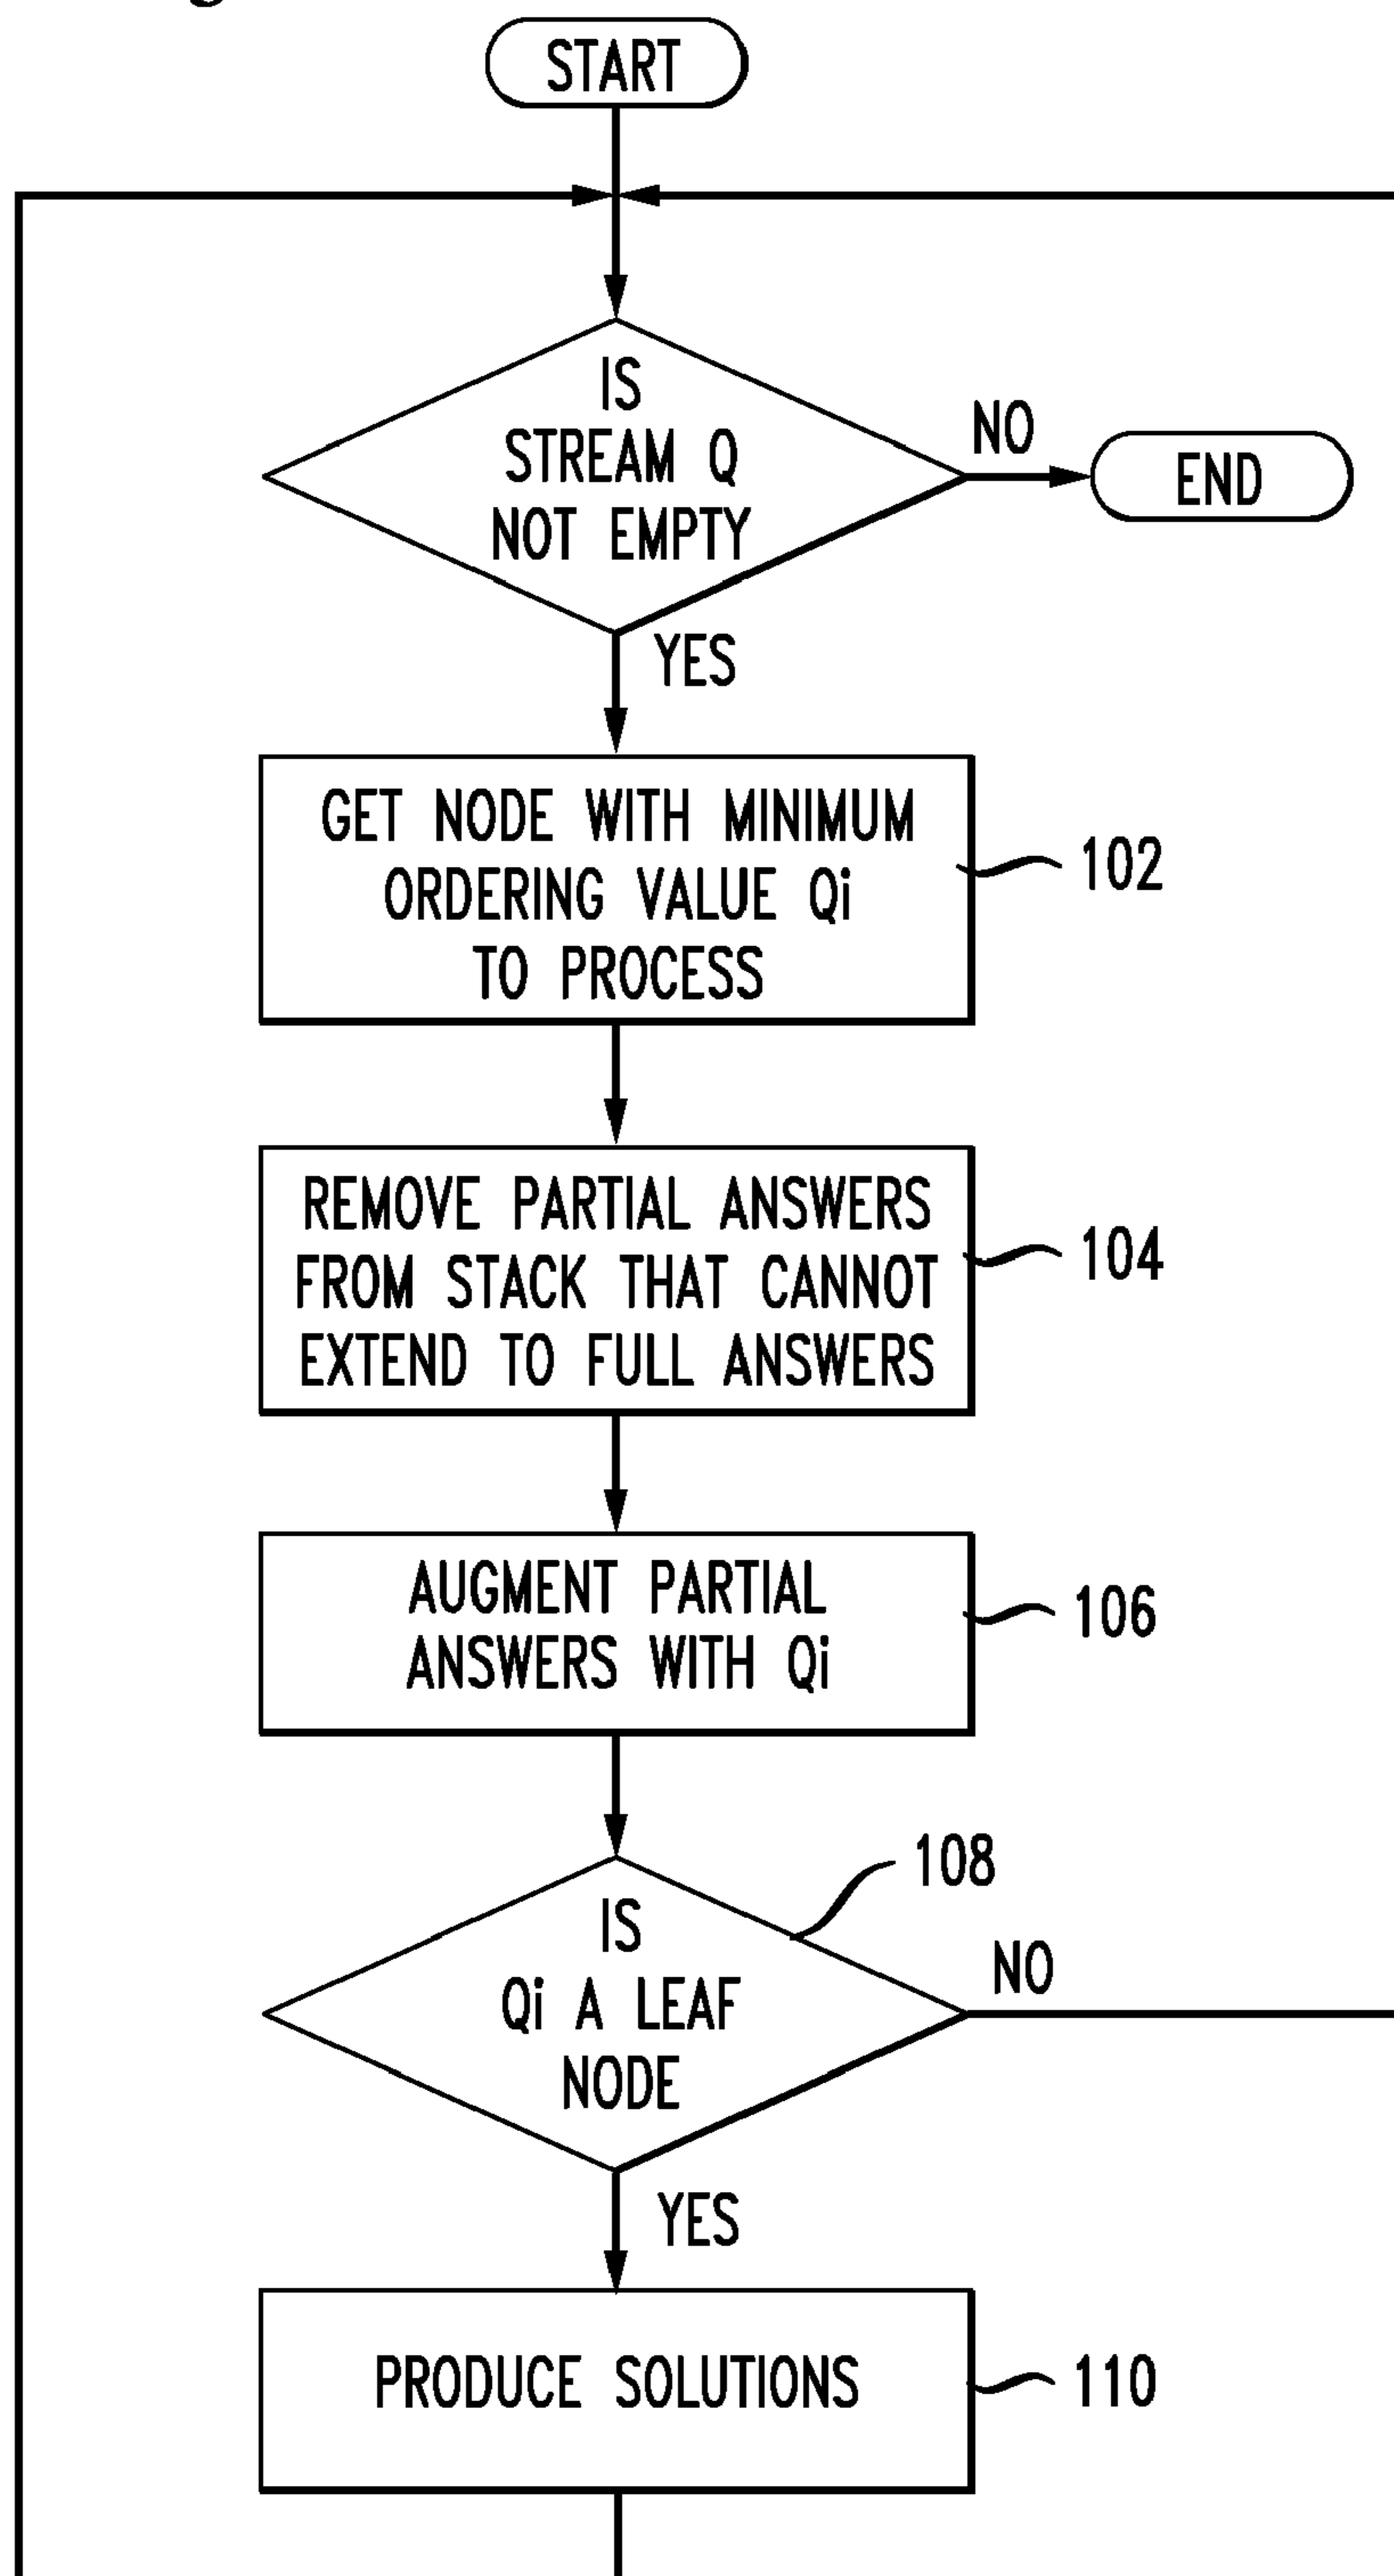 START
IS
STREAM Q
NOT EMPTY
NO
END
YES
GET NODE WITH MINIMUM
ORDERING VALUE Qi
TO PROCESS
102
REMOVE PARTIAL ANSWERS
FROM STACK THAT CANNOT
EXTEND TO FULL ANSWERS
104
AUGMENT PARTIAL
ANSWERS WITH Qi
106
108
IS
Qi A LEAF
NODE
NO
YES
PRODUCE SOLUTIONS
110